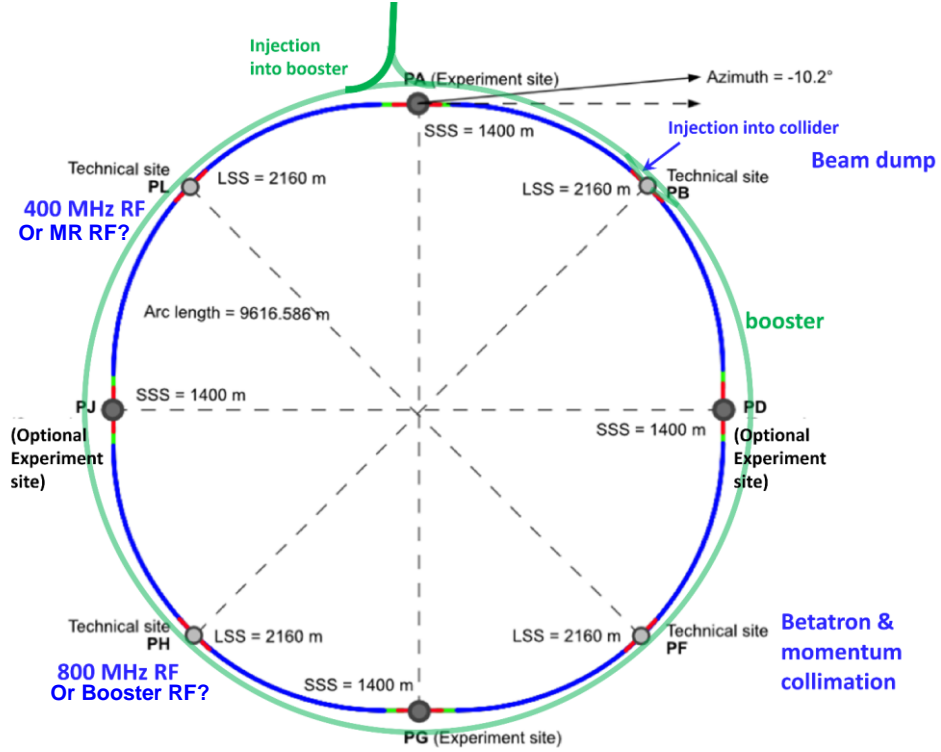 Injection
into booster
PA (Experiment site)
Azimuth = -10.2°
SSS = 1400 m
Injection into collider
Beam dump
Technical site
PL
LSS = 2160 m
LSS = 2160 m
Technical site
PB
400 MHz RF
Or MR RF?
Arc length = 9616.586 m
booster
PJ
SSS = 1400 m
(Optional
Experiment
site)
PD
SSS = 1400 m
(Optional
Experiment
site)
Technical site
PH
LSS = 2160 m
LSS = 2160 m
Technical site
PF
Betatron &
momentum
collimation
800 MHz RF
Or Booster RF?
SSS = 1400 m
PG (Experiment site)